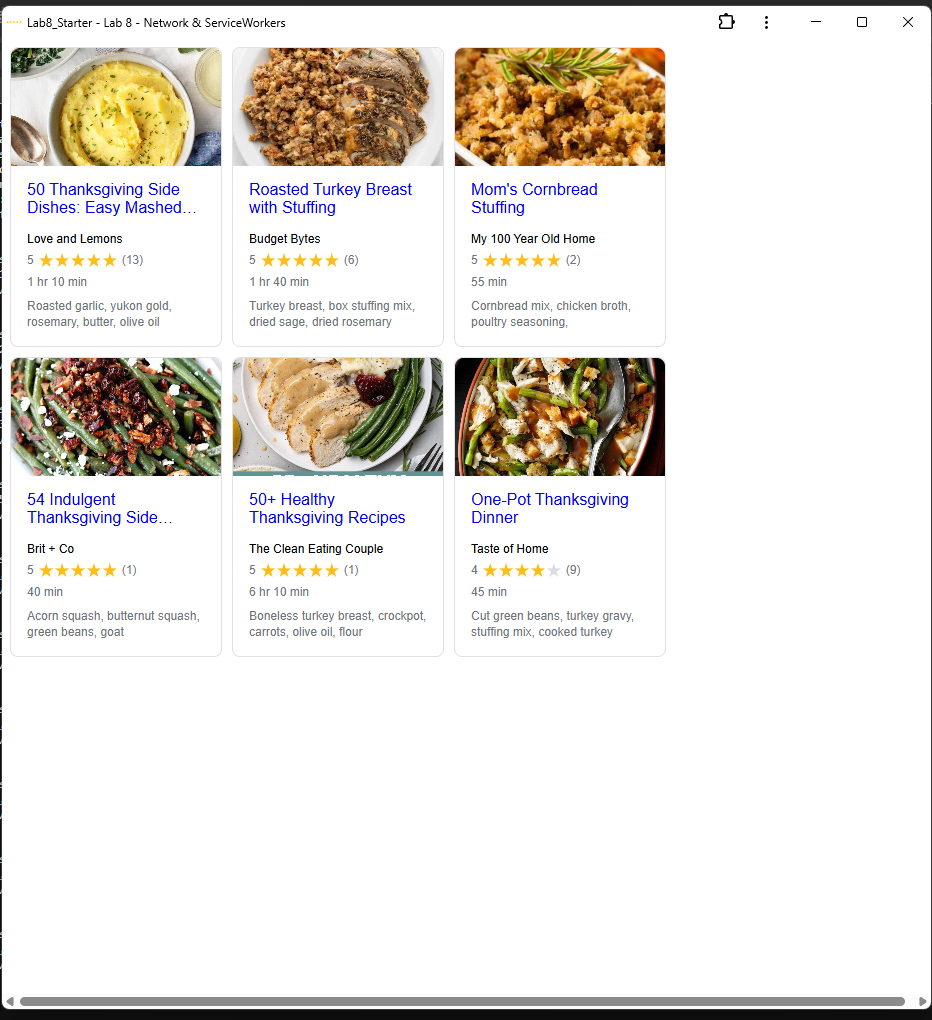 Lab8_Starter - Lab 8 - Network & ServiceWorkers
50 Thanksgiving Side
Dishes: Easy Mashed…
Love and Lemons
5 ★★★★★ (13)
1 hr 10 min
Roasted garlic, yukon gold,
rosemary, butter, olive oil
Roasted Turkey Breast
with Stuffing
Budget Bytes
5 ★★★★★ (6)
1 hr 40 min
Turkey breast, box stuffing mix,
dried sage, dried rosemary
Mom's Cornbread
Stuffing
My 100 Year Old Home
5 ★★★★★ (2)
55 min
Cornbread mix, chicken broth,
poultry seasoning,
54 Indulgent
Thanksgiving Side…
Brit + Co
5 ★★★★★ (1)
40 min
Acorn squash, butternut squash,
green beans, goat
50+ Healthy
Thanksgiving Recipes
The Clean Eating Couple
5 ★★★★★ (1)
6 hr 10 min
Boneless turkey breast, crockpot,
carrots, olive oil, flour
One-Pot Thanksgiving
Dinner
Taste of Home
4 ★★★★★ (9)
45 min
Cut green beans, turkey gravy,
stuffing mix, cooked turkey